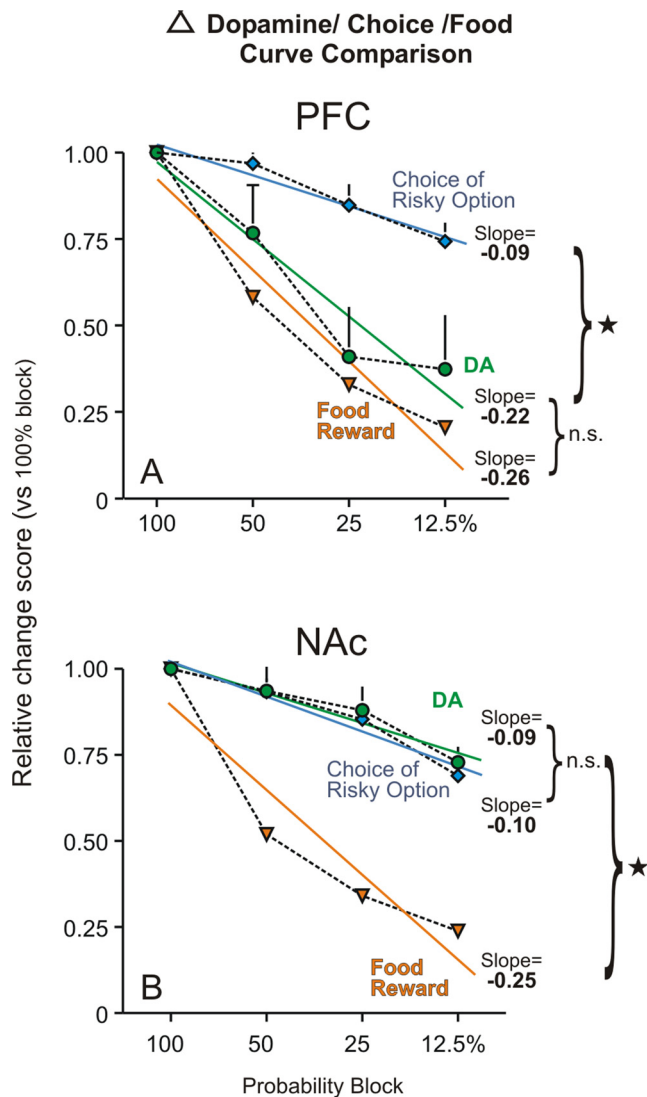 △ Dopamine/ Choice /Food
Curve Comparison
PFC
Relative change score (vs 100% block)
1.00
0.75
0.50
0.25
0
Choice of
Risky Option
Slope=
-0.09
★
DA
Slope=
-0.22
n.s.
Food
Reward
Slope=
-0.26
A
100 50 25 12.5%
NAc
1.00
0.75
0.50
0.25
0
DA
Slope=
-0.09
n.s.
Choice of
Risky Option
Slope=
-0.10
★
Food
Reward
Slope=
-0.25
B
100 50 25 12.5%
Probability Block